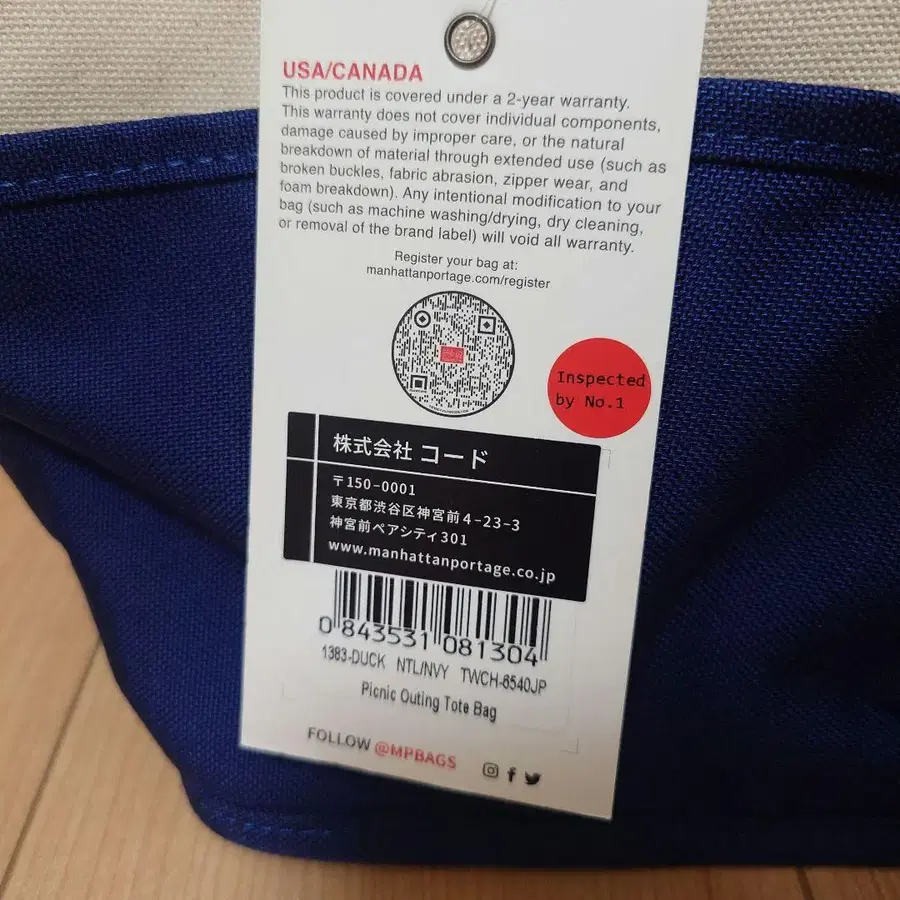 USA/CANADA
This product is covered under a 2-year warranty.
This warranty does not cover individual components,
damage caused by improper care, or the natural
breakdown of material through extended use (such as
broken buckles, fabric abrasion, zipper wear, and
foam breakdown). Any intentional modification to your
bag (such as machine washing/drying, dry cleaning,
or removal of the brand label) will void all warranty.
Register your bag at:
manhattanportage.com/register
Inspected
by No.1
株式会社 コード
〒150-0001
東京都渋谷区神宮前4-23-3
神宮前ペアシティ301
www.manhattanportage.co.jp
0 843531 081304
1383-DUCK NTL/NVY TWCH-6540JP
Picnic Outing Tote Bag
FOLLOW @MPBAGS